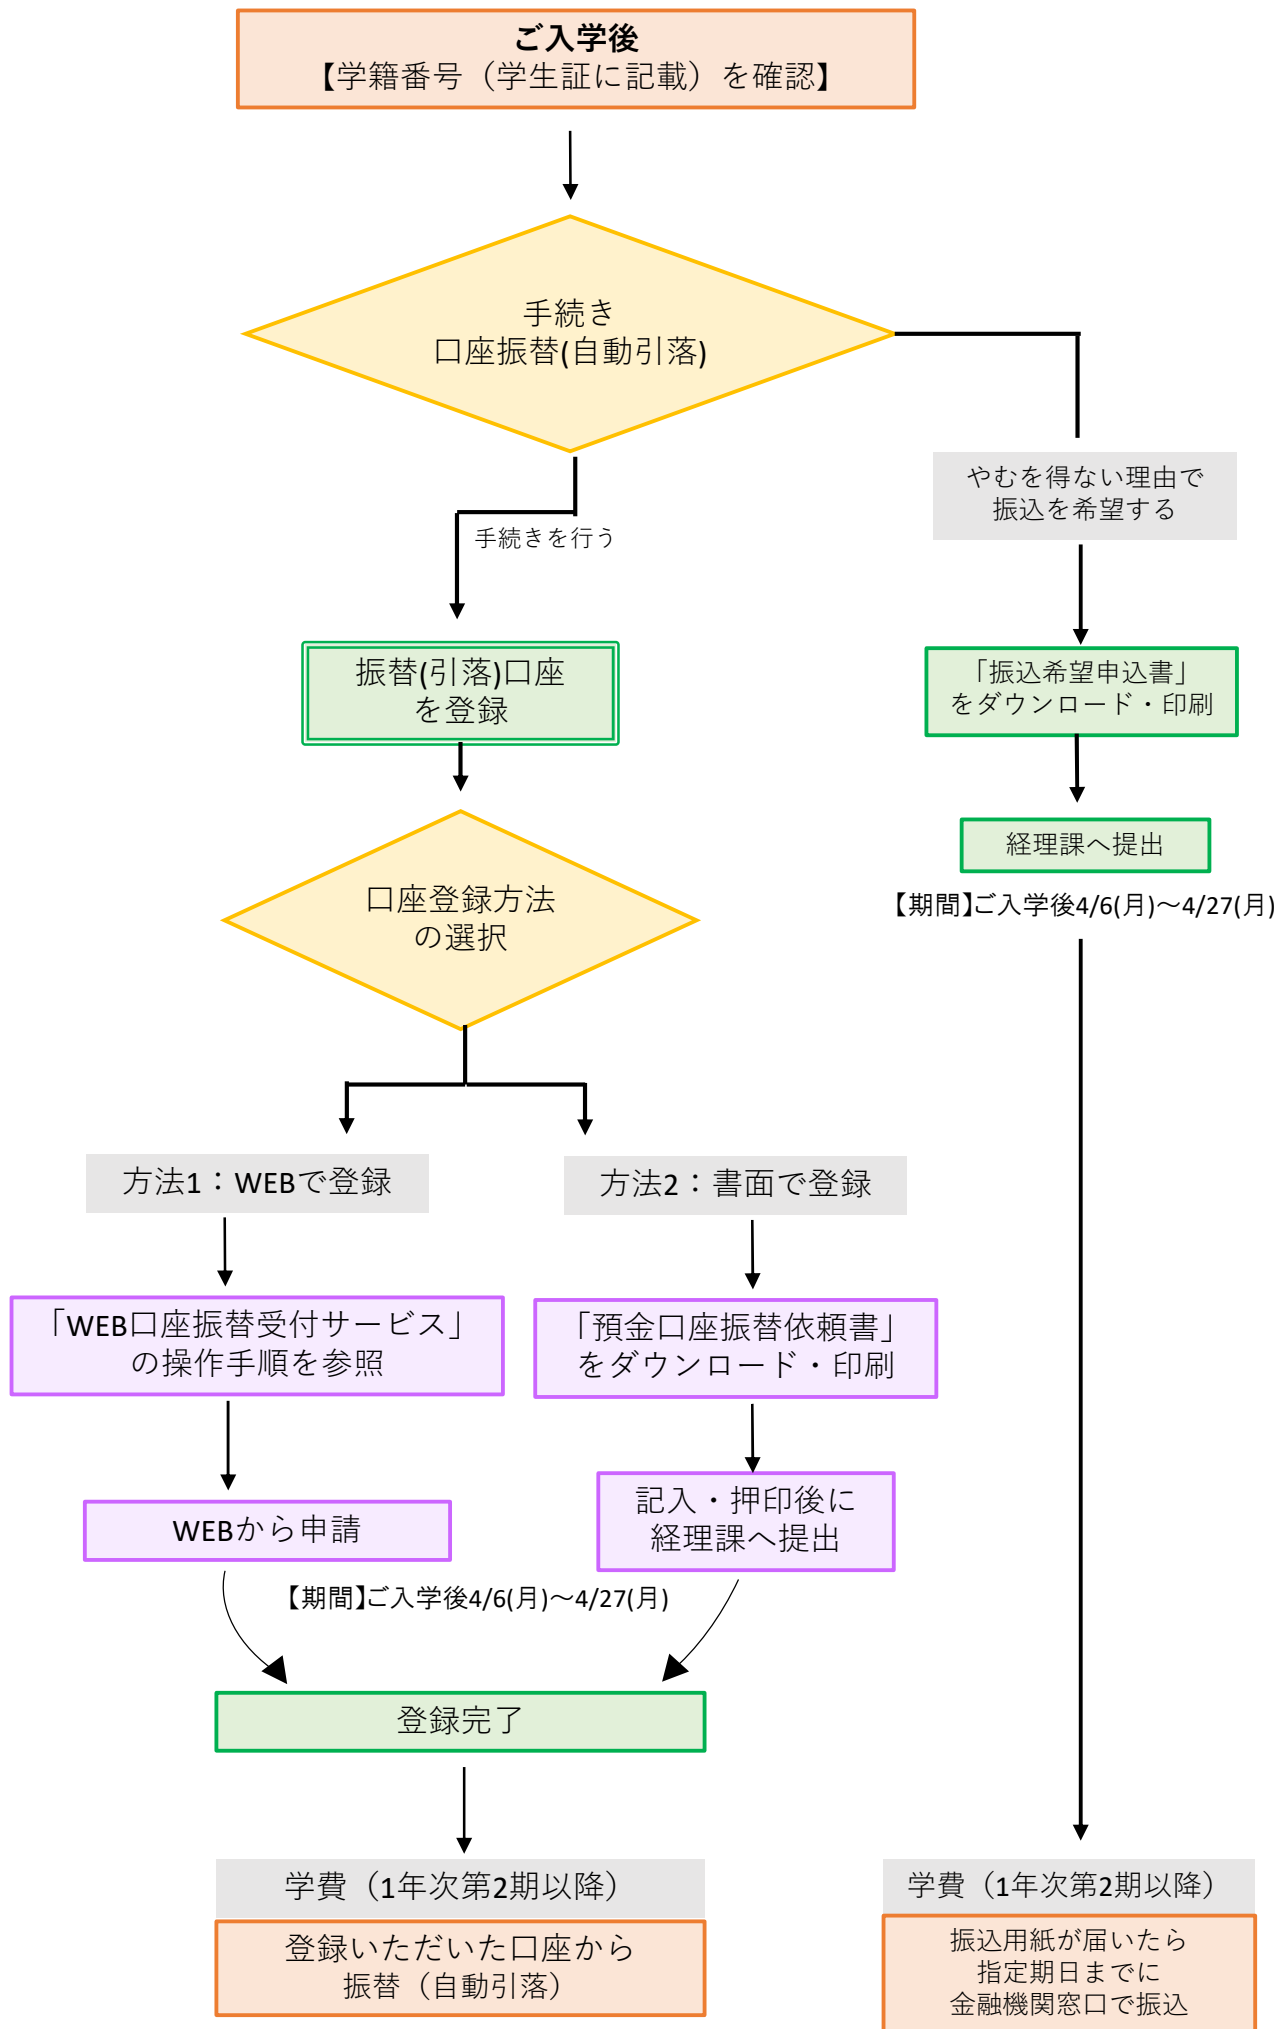 ご入学後
【学籍番号（学生証に記載）を確認】
手続き
口座振替(自動引落)
やむを得ない理由で
振込を希望する
手続きを行う
振替(引落)口座
を登録
「振込希望申込書」
をダウンロード・印刷
経理課へ提出
【期間】ご入学後4/6(月)～4/27(月)
口座登録方法
の選択
方法1：WEBで登録
方法2：書面で登録
「WEB口座振替受付サービス」
の操作手順を参照
「預金口座振替依頼書」
をダウンロード・印刷
WEBから申請
記入・押印後に
経理課へ提出
【期間】ご入学後4/6(月)～4/27(月)
登録完了
学費（1年次第2期以降）
登録いただいた口座から
振替（自動引落）
学費（1年次第2期以降）
振込用紙が届いたら
指定期日までに
金融機関窓口で振込